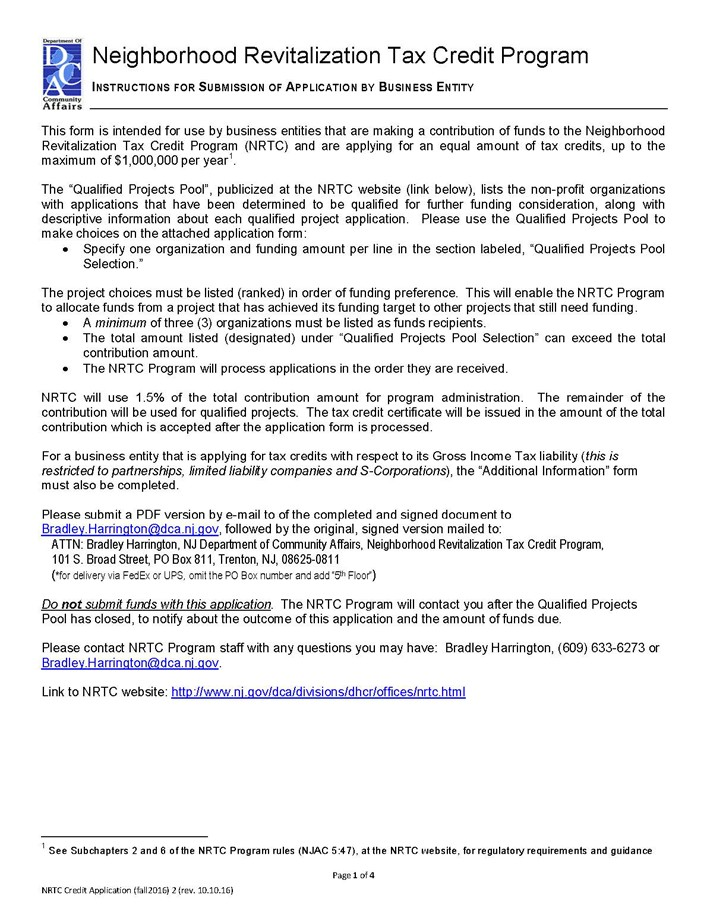 Department Of
D
C
A
Community
Affairs
Neighborhood Revitalization Tax Credit Program
INSTRUCTIONS FOR SUBMISSION OF APPLICATION BY BUSINESS ENTITY
This form is intended for use by business entities that are making a contribution of funds to the Neighborhood
Revitalization Tax Credit Program (NRTC) and are applying for an equal amount of tax credits, up to the
maximum of $1,000,000 per year1.
The “Qualified Projects Pool”, publicized at the NRTC website (link below), lists the non-profit organizations
with applications that have been determined to be qualified for further funding consideration, along with
descriptive information about each qualified project application. Please use the Qualified Projects Pool to
make choices on the attached application form:
• Specify one organization and funding amount per line in the section labeled, “Qualified Projects Pool
Selection.”
The project choices must be listed (ranked) in order of funding preference. This will enable the NRTC Program
to allocate funds from a project that has achieved its funding target to other projects that still need funding.
• A minimum of three (3) organizations must be listed as funds recipients.
• The total amount listed (designated) under “Qualified Projects Pool Selection” can exceed the total
contribution amount.
• The NRTC Program will process applications in the order they are received.
NRTC will use 1.5% of the total contribution amount for program administration. The remainder of the
contribution will be used for qualified projects. The tax credit certificate will be issued in the amount of the total
contribution which is accepted after the application form is processed.
For a business entity that is applying for tax credits with respect to its Gross Income Tax liability (this is
restricted to partnerships, limited liability companies and S-Corporations), the “Additional Information” form
must also be completed.
Please submit a PDF version by e-mail to of the completed and signed document to
Bradley.Harrington@dca.nj.gov, followed by the original, signed version mailed to:
ATTN: Bradley Harrington, NJ Department of Community Affairs, Neighborhood Revitalization Tax Credit Program,
101 S. Broad Street, PO Box 811, Trenton, NJ, 08625-0811
(*for delivery via FedEx or UPS, omit the PO Box number and add “5th Floor”)
Do not submit funds with this application. The NRTC Program will contact you after the Qualified Projects
Pool has closed, to notify about the outcome of this application and the amount of funds due.
Please contact NRTC Program staff with any questions you may have: Bradley Harrington, (609) 633-6273 or
Bradley.Harrington@dca.nj.gov.
Link to NRTC website: http://www.nj.gov/dca/divisions/dhcr/offices/nrtc.html
1 See Subchapters 2 and 6 of the NRTC Program rules (NJAC 5:47), at the NRTC website, for regulatory requirements and guidance
Page 1 of 4
NRTC Credit Application (fall2016) 2 (rev. 10.10.16)